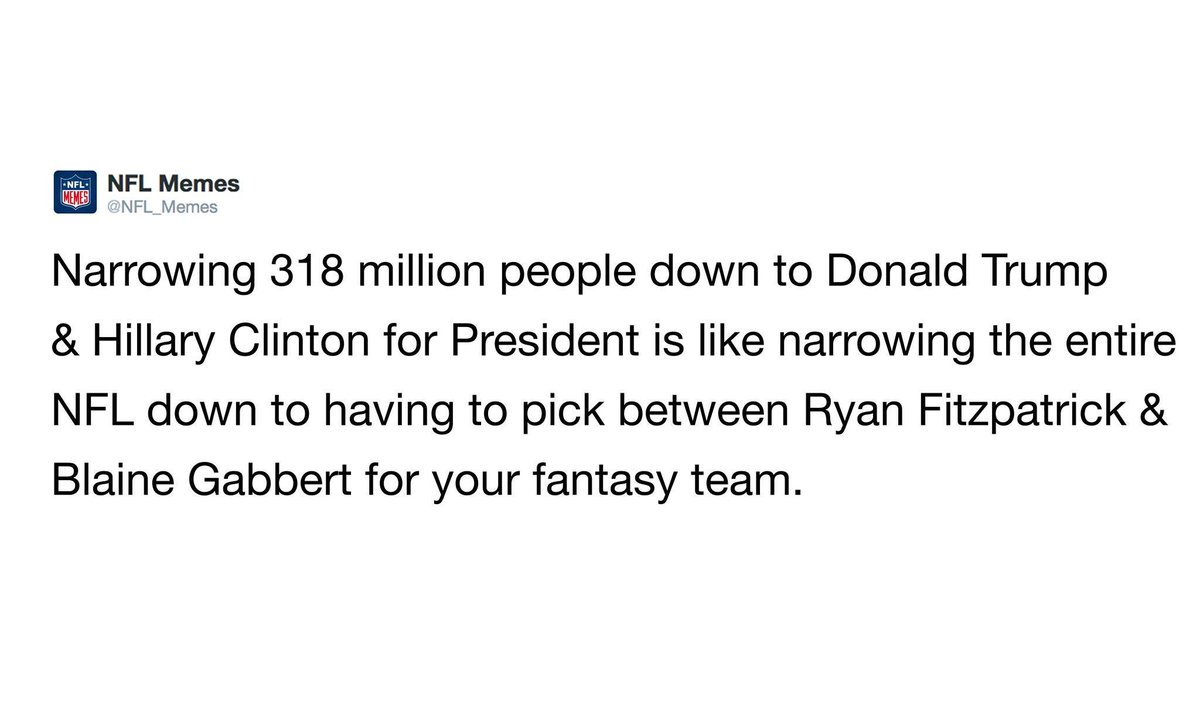 NFL
MEMES
NFL Memes
@NFL_Memes
Narrowing 318 million people down to Donald Trump
& Hillary Clinton for President is like narrowing the entire
NFL down to having to pick between Ryan Fitzpatrick &
Blaine Gabbert for your fantasy team.